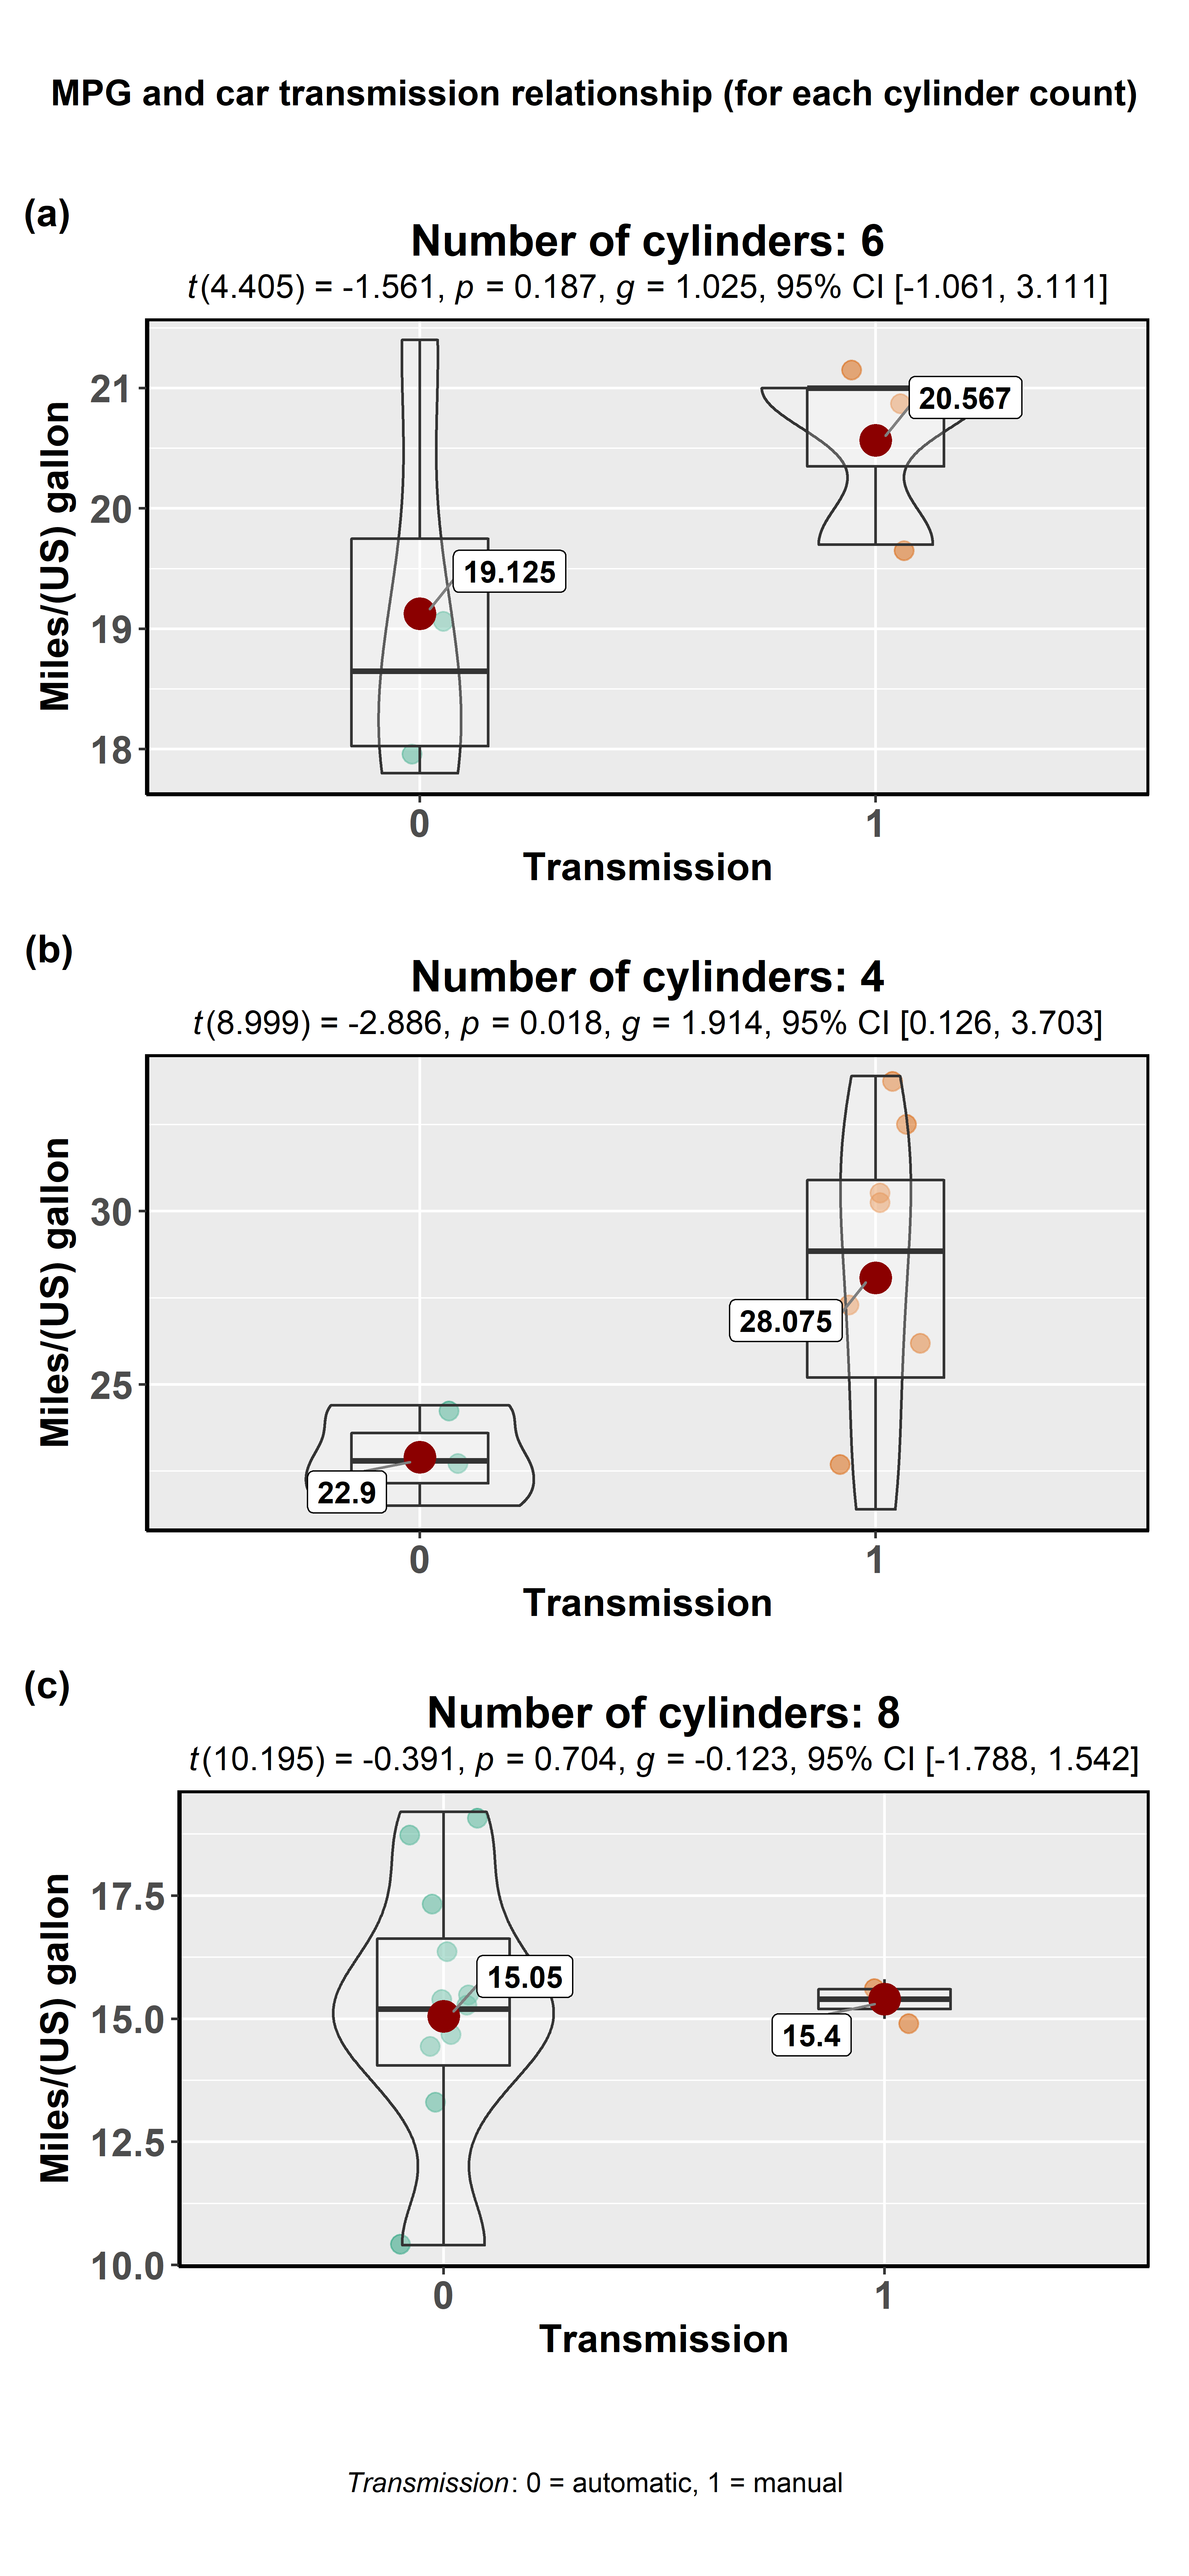 MPG and car transmission relationship (for each cylinder count)
(a)
Number of cylinders: 6
t(4.405) = -1.561, p = 0.187, g = 1.025, 95% CI [-1.061, 3.111]
Miles/(US) gallon
21
20
19
18
20.567
19.125
0
1
Transmission
(b)
Number of cylinders: 4
t(8.999) = -2.886, p = 0.018, g = 1.914, 95% CI [0.126, 3.703]
Miles/(US) gallon
30
25
28.075
22.9
0
1
Transmission
(c)
Number of cylinders: 8
t(10.195) = -0.391, p = 0.704, g = -0.123, 95% CI [-1.788, 1.542]
Miles/(US) gallon
17.5
15.0
12.5
10.0
15.05
15.4
0
1
Transmission
Transmission: 0 = automatic, 1 = manual